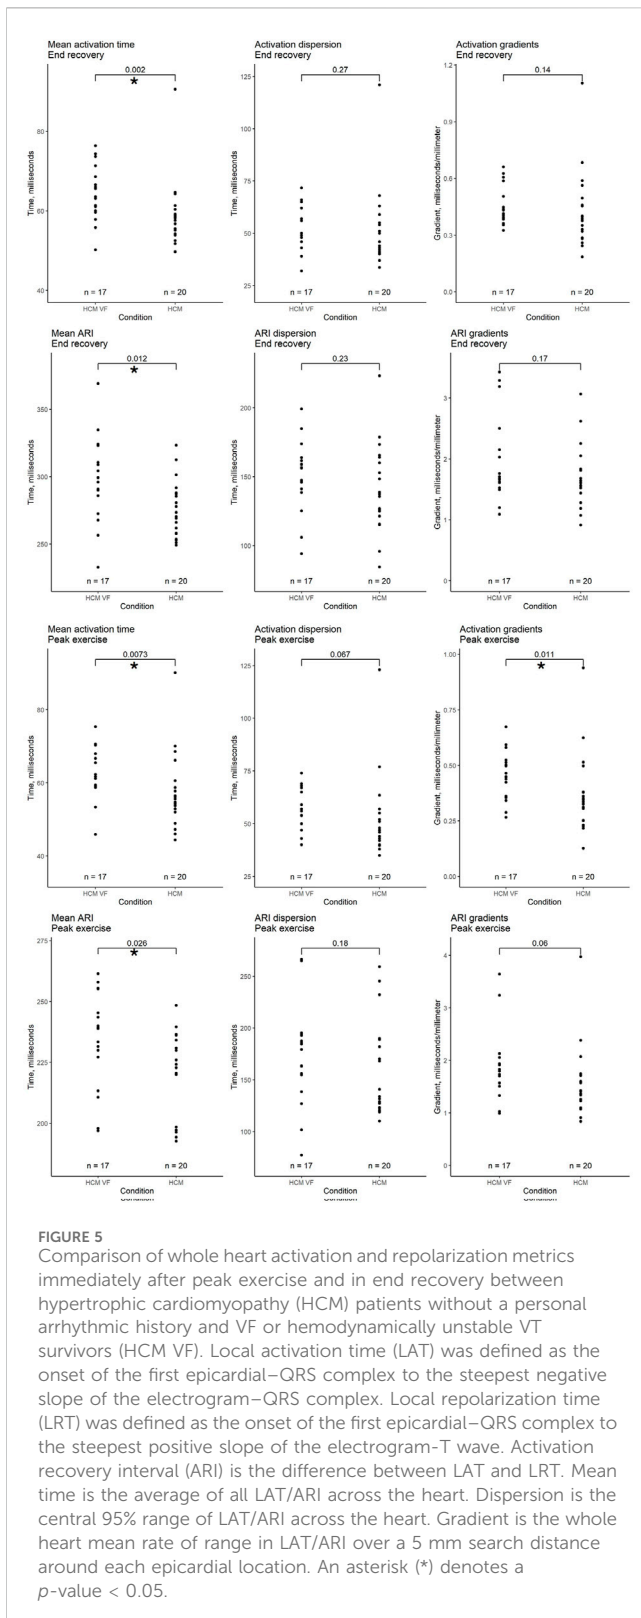 Mean activation time
End recovery
0.002
*
Time, milliseconds
80
60
40
n = 17
n = 20
HCM VF
HCM
Condition
Activation dispersion
End recovery
0.27
Time, milliseconds
125
100
75
50
25
n = 17
n = 20
HCM VF
HCM
Condition
Activation gradients
End recovery
0.14
Gradient, milliseconds/millimeter
1.2
0.9
0.6
0.3
0.0
n = 17
n = 20
HCM VF
HCM
Condition
Mean ARI
End recovery
0.012
*
Time, milliseconds
350
300
250
n = 17
n = 20
HCM VF
HCM
Condition
ARI dispersion
End recovery
0.23
Time, milliseconds
200
150
100
n = 17
n = 20
HCM VF
HCM
Condition
ARI gradients
End recovery
0.17
Gradient, milliseconds/millimeter
3
2
1
0
n = 17
n = 20
HCM VF
HCM
Condition
Mean activation time
Peak exercise
0.0073
*
Time, milliseconds
80
60
40
n = 17
n = 20
HCM VF
HCM
Condition
Activation dispersion
Peak exercise
0.067
Time, milliseconds
125
100
75
50
25
n = 17
n = 20
HCM VF
HCM
Condition
Activation gradients
Peak exercise
0.011
*
Gradient, milliseconds/millimeter
1.00
0.75
0.50
0.25
0.00
n = 17
n = 20
HCM VF
HCM
Condition
Mean ARI
Peak exercise
0.026
*
Time, milliseconds
275
250
225
200
n = 17
n = 20
HCM VF
HCM
Condition
Condition
ARI dispersion
Peak exercise
0.18
Time, milliseconds
250
200
150
100
n = 17
n = 20
HCM VF
HCM
Condition
Condition
ARI gradients
Peak exercise
0.06
Gradient, milliseconds/millimeter
4
3
2
1
0
n = 17
n = 20
HCM VF
HCM
Condition
Condition
FIGURE 5
Comparison of whole heart activation and repolarization metrics
immediately after peak exercise and in end recovery between
hypertrophic cardiomyopathy (HCM) patients without a personal
arrhythmic history and VF or hemodynamically unstable VT
survivors (HCM VF). Local activation time (LAT) was defined as the
onset of the first epicardial–QRS complex to the steepest negative
slope of the electrogram–QRS complex. Local repolarization time
(LRT) was defined as the onset of the first epicardial–QRS complex to
the steepest positive slope of the electrogram-T wave. Activation
recovery interval (ARI) is the difference between LAT and LRT. Mean
time is the average of all LAT/ARI across the heart. Dispersion is the
central 95% range of LAT/ARI across the heart. Gradient is the whole
heart mean rate of range in LAT/ARI over a 5 mm search distance
around each epicardial location. An asterisk (*) denotes a
p-value < 0.05.